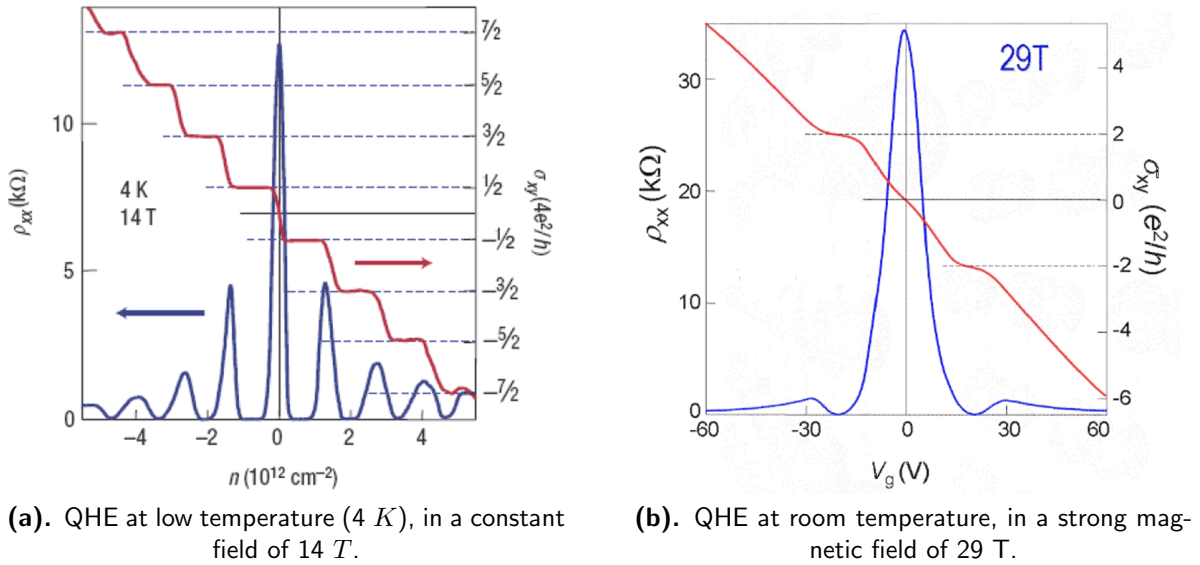 ρxx (kΩ)
10
5
0
4 K
14 T
7/2
5/2
3/2
1/2
−1/2
−3/2
−5/2
−7/2
σxy (4e²/h)
−4 −2 0 2 4
n (10¹² cm⁻²)
(a). QHE at low temperature (4 K), in a constant
field of 14 T.
29T
ρxx (kΩ)
30
20
10
0
4
2
0
-2
-4
-6
σxy (e²/h)
-60 -30 0 30 60
Vg (V)
(b). QHE at room temperature, in a strong mag-
netic field of 29 T.